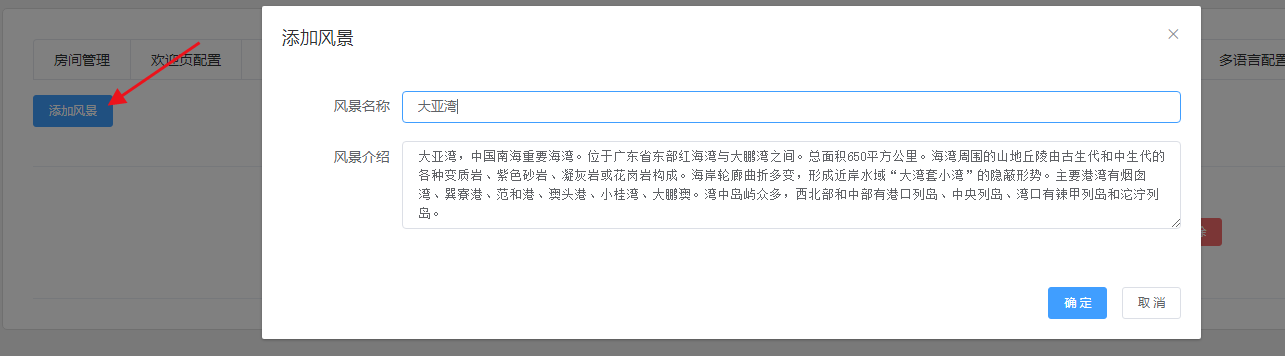 添加风景
房间管理
欢迎页配置
多语言配置
添加风景
风景名称
大亚湾
风景介绍
大亚湾，中国南海重要海湾。位于广东省东部红海湾与大鹏湾之间。总面积650平方公里。海湾周围的山地丘陵由古生代和中生代的
各种变质岩、紫色砂岩、凝灰岩或花岗岩构成。海岸轮廓曲折多变，形成近岸水域“大湾套小湾”的隐蔽形势。主要港湾有烟囱
湾、巽寮港、范和港、澳头港、小桂湾、大鹏澳。湾中岛屿众多，西北部和中部有港口列岛、中央列岛、湾口有辣甲列岛和沱泞列
岛。
确 定
取 消